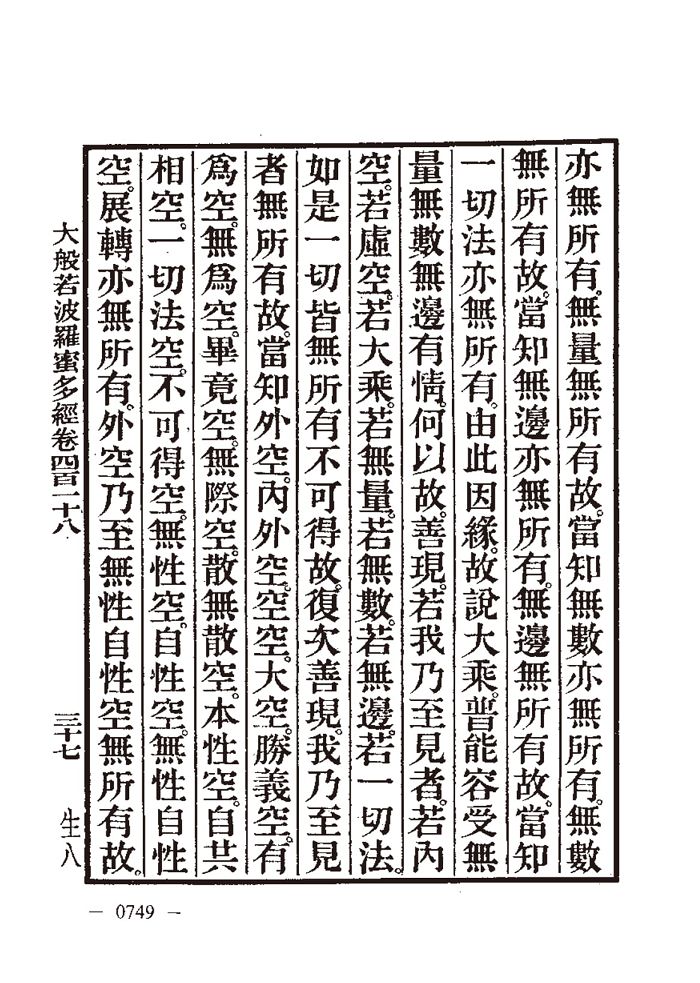 亦無所有。無量無所有故。當知無數亦無所有。無數
無所有故。當知無邊亦無所有。無邊無所有故。當知
一切法亦無所有。由此因緣。故說大乘。普能容受無
量無數無邊有情。何以故。善現。若我乃至見者。若內
空。若虛空。若大乘。若無量。若無數。若無邊。若一切法。
如是一切皆無所有不可得故。復次善現。我乃至見
者無所有故。當知外空。內外空。空空。大空。勝義空。有
爲空。無爲空。畢竟空。無際空。散無散空。本性空。自共
相空。一切法空。不可得空。無性空。自性空。無性自性
空。展轉亦無所有。外空乃至無性自性空無所有故。
大般若波羅蜜多經卷四百一十八 三十七 生八
— 0749 —